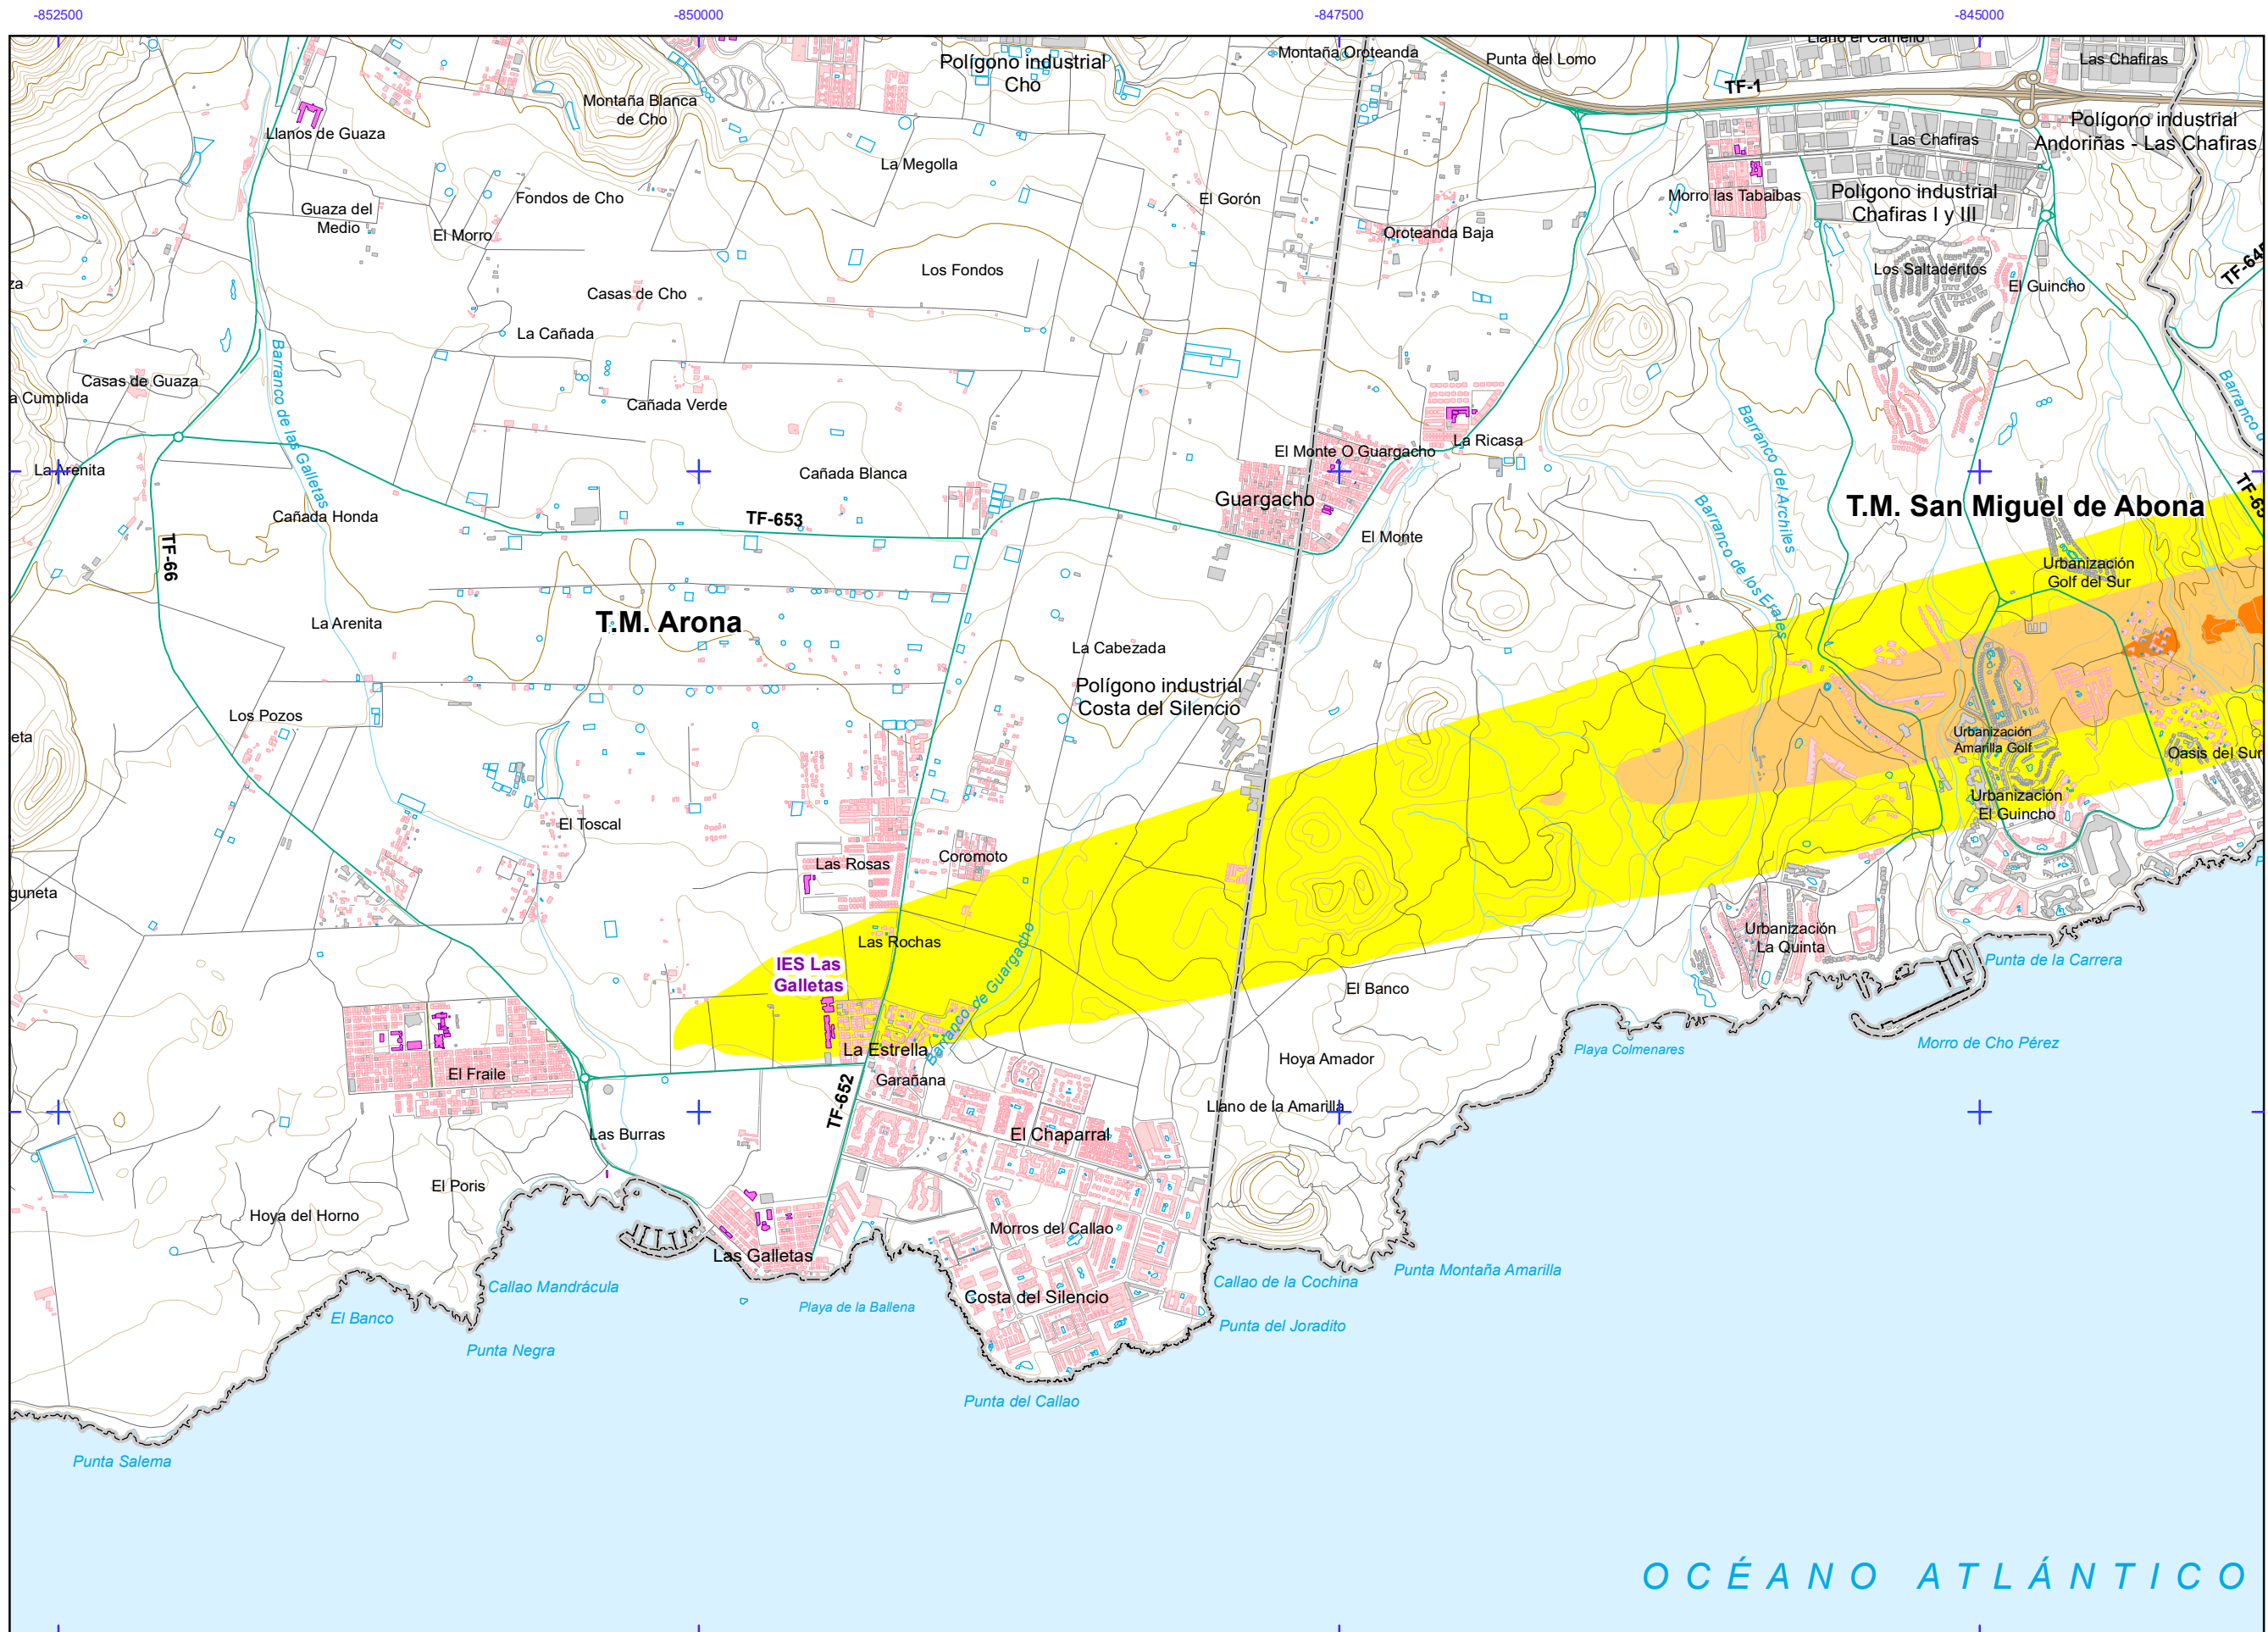 -852500
-850000
-847500
-845000
Polígono industrial
Cho
Montaña Oroteanda
Punta del Lomo
Llano el Camello
Las Chafiras
TF-1
Montaña Blanca
de Cho
Llanos de Guaza
Polígono industrial
Andoriñas - Las Chafiras
Las Chafiras
La Megolla
Fondos de Cho
El Gorón
Morro las Tabaibas
Polígono industrial
Chafiras I y III
Guaza del
Medio
El Morro
Oroteanda Baja
Los Fondos
Los Saltaderitos
El Guincho
TF-64
za
Casas de Cho
La Cañada
Barranco de las Galletas
Casas de Guaza
a Cumplida
Cañada Verde
Barranco
Barranco del Archiles
La Ricasa
El Monte O Guargacho
La Arenita
Cañada Blanca
Guargacho
T.M. San Miguel de Abona
TF-65
Cañada Honda
TF-653
El Monte
Barranco de los Erales
TF-66
Urbanización
Golf del Sur
La Arenita
T.M. Arona
La Cabezada
Polígono industrial
Costa del Silencio
Los Pozos
eta
Urbanización
Amarilla Golf
Oasis del Sur
Urbanización
El Guincho
El Toscal
Las Rosas
Coromoto
guneta
Las Rochas
Urbanización
La Quinta
IES Las
Galletas
Barranco de Guargacho
Punta de la Carrera
El Banco
La Estrella
Playa Colmenares
Morro de Cho Pérez
Hoya Amador
El Fraile
Garañana
TF-652
Llano de la Amarilla
Las Burras
El Chaparral
El Poris
Hoya del Horno
Morros del Callao
Las Galletas
Punta Montaña Amarilla
Callao Mandrácula
Callao de la Cochina
Costa del Silencio
Playa de la Ballena
El Banco
Punta del Joradito
Punta Negra
Punta del Callao
Punta Salema
OCÉANO ATLÁNTICO